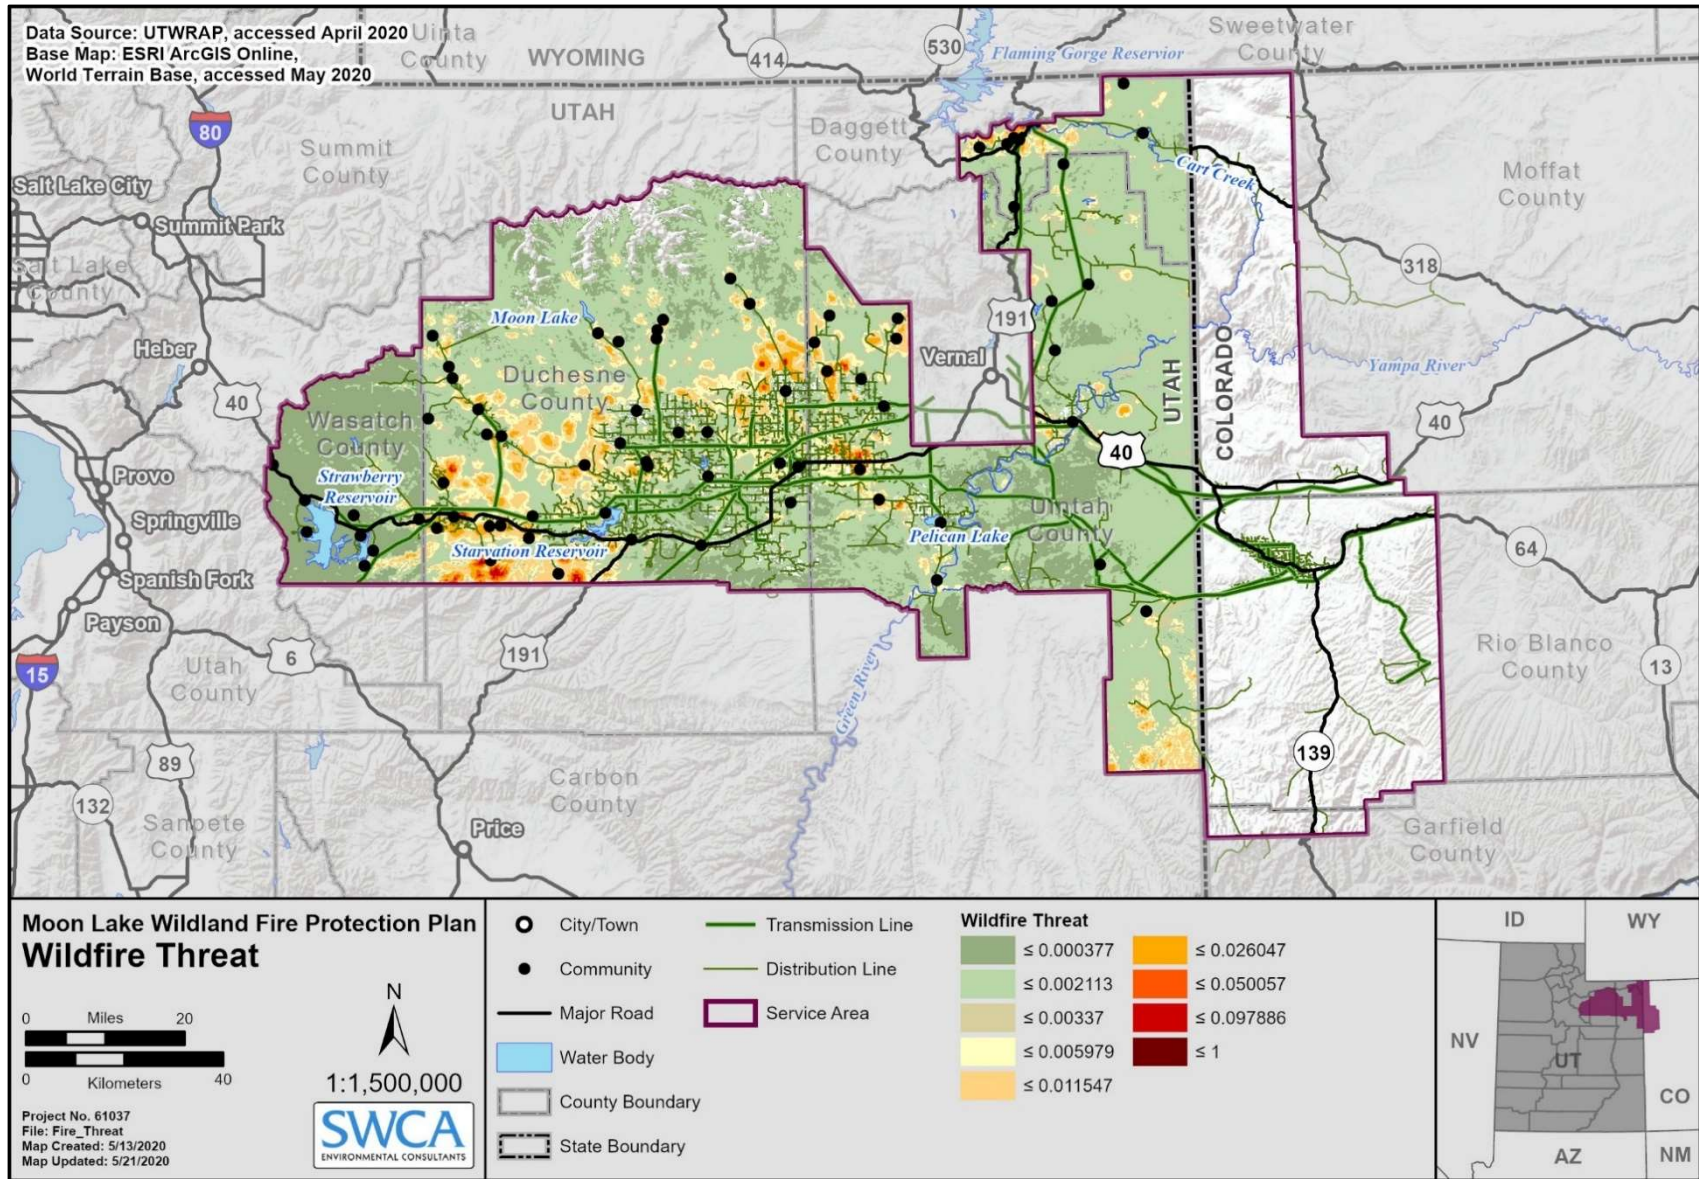 Data Source: UTWRAP, accessed April 2020
Base Map: ESRI ArcGIS Online,
World Terrain Base, accessed May 2020
Uinta
County
WYOMING
414
530
Flaming Gorge Reservior
Sweetwater
County
UTAH
80
Summit
County
Daggett
County
Salt Lake City
Summit Park
Salt Lake
County
Cart Creek
Moffat
County
318
Moon Lake
191
Vernal
Heber
40
Duchesne
County
Wasatch
County
UTAH
COLORADO
Yampa River
40
40
Provo
Strawberry
Reservoir
Springville
Starvation Reservoir
Pelican Lake
Uintah
County
64
Spanish Fork
Payson
Utah
County
6
191
15
Green River
Rio Blanco
County
13
89
132
Sanpete
County
Carbon
County
Price
139
Garfield
County
Moon Lake Wildland Fire Protection Plan
Wildfire Threat
0 Miles 20
0 Kilometers 40
N
1:1,500,000
Project No. 61037
File: Fire_Threat
Map Created: 5/13/2020
Map Updated: 5/21/2020
SWCA
ENVIRONMENTAL CONSULTANTS
City/Town
Community
Major Road
Water Body
County Boundary
State Boundary
Transmission Line
Distribution Line
Service Area
Wildfire Threat
≤ 0.000377
≤ 0.002113
≤ 0.00337
≤ 0.005979
≤ 0.011547
≤ 0.026047
≤ 0.050057
≤ 0.097886
≤ 1
ID
WY
NV
UT
CO
AZ
NM